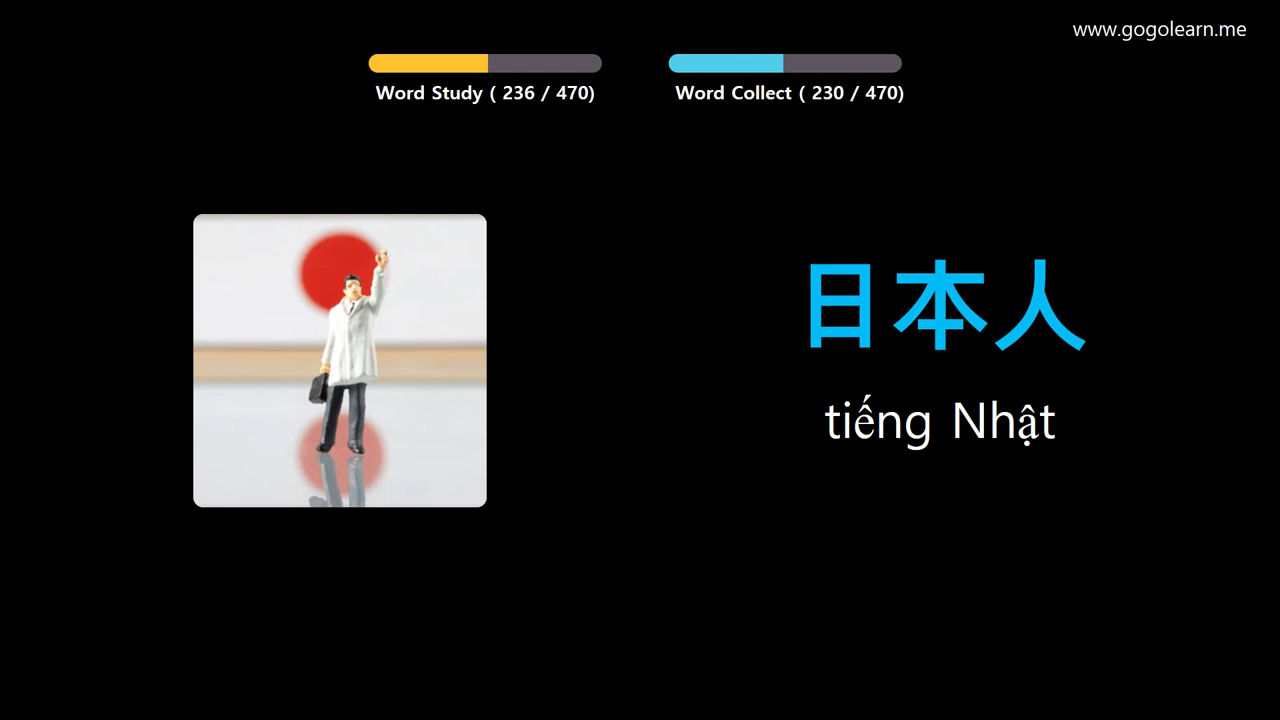 www.gogolearn.me
Word Study ( 236 / 470)
Word Collect ( 230 / 470)
日本人
tiếng Nhật